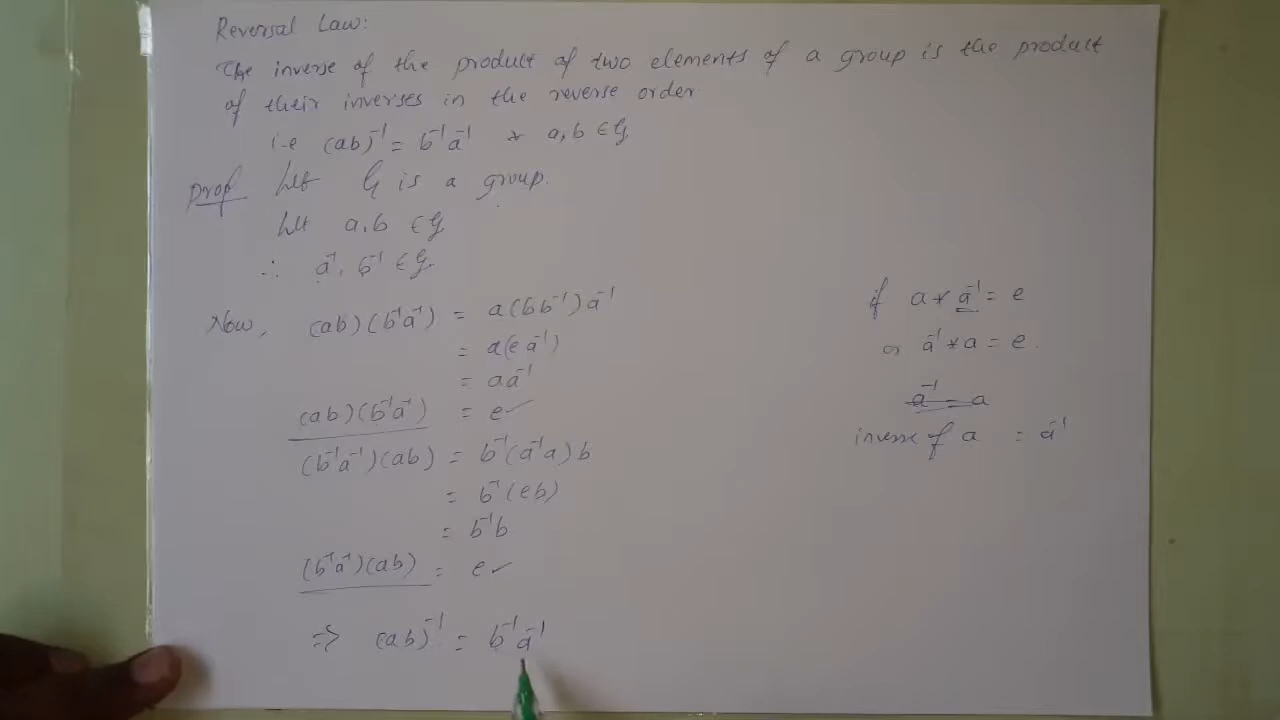 Reversal Law:
The inverse of the product of two elements of a group is the product
of their inverses in the reverse order
i.e (ab)⁻¹ = b⁻¹a⁻¹ ∀ a,b ∈ G
Proof Let G is a group.
Let a,b ∈ G
∴ a⁻¹, b⁻¹ ∈ G.
Now, (ab)(b⁻¹a⁻¹) = a(bb⁻¹)a⁻¹
= a(e a⁻¹)
= aa⁻¹
(ab)(b⁻¹a⁻¹) = e ✓
(b⁻¹a⁻¹)(ab) = b⁻¹(a⁻¹a)b
= b⁻¹(eb)
= b⁻¹b
(b⁻¹a⁻¹)(ab) = e ✓
⇒ (ab)⁻¹ = b⁻¹a⁻¹
if a * a⁻¹ = e
or a⁻¹ * a = e.
a⁻¹ = a
inverse of a = a⁻¹